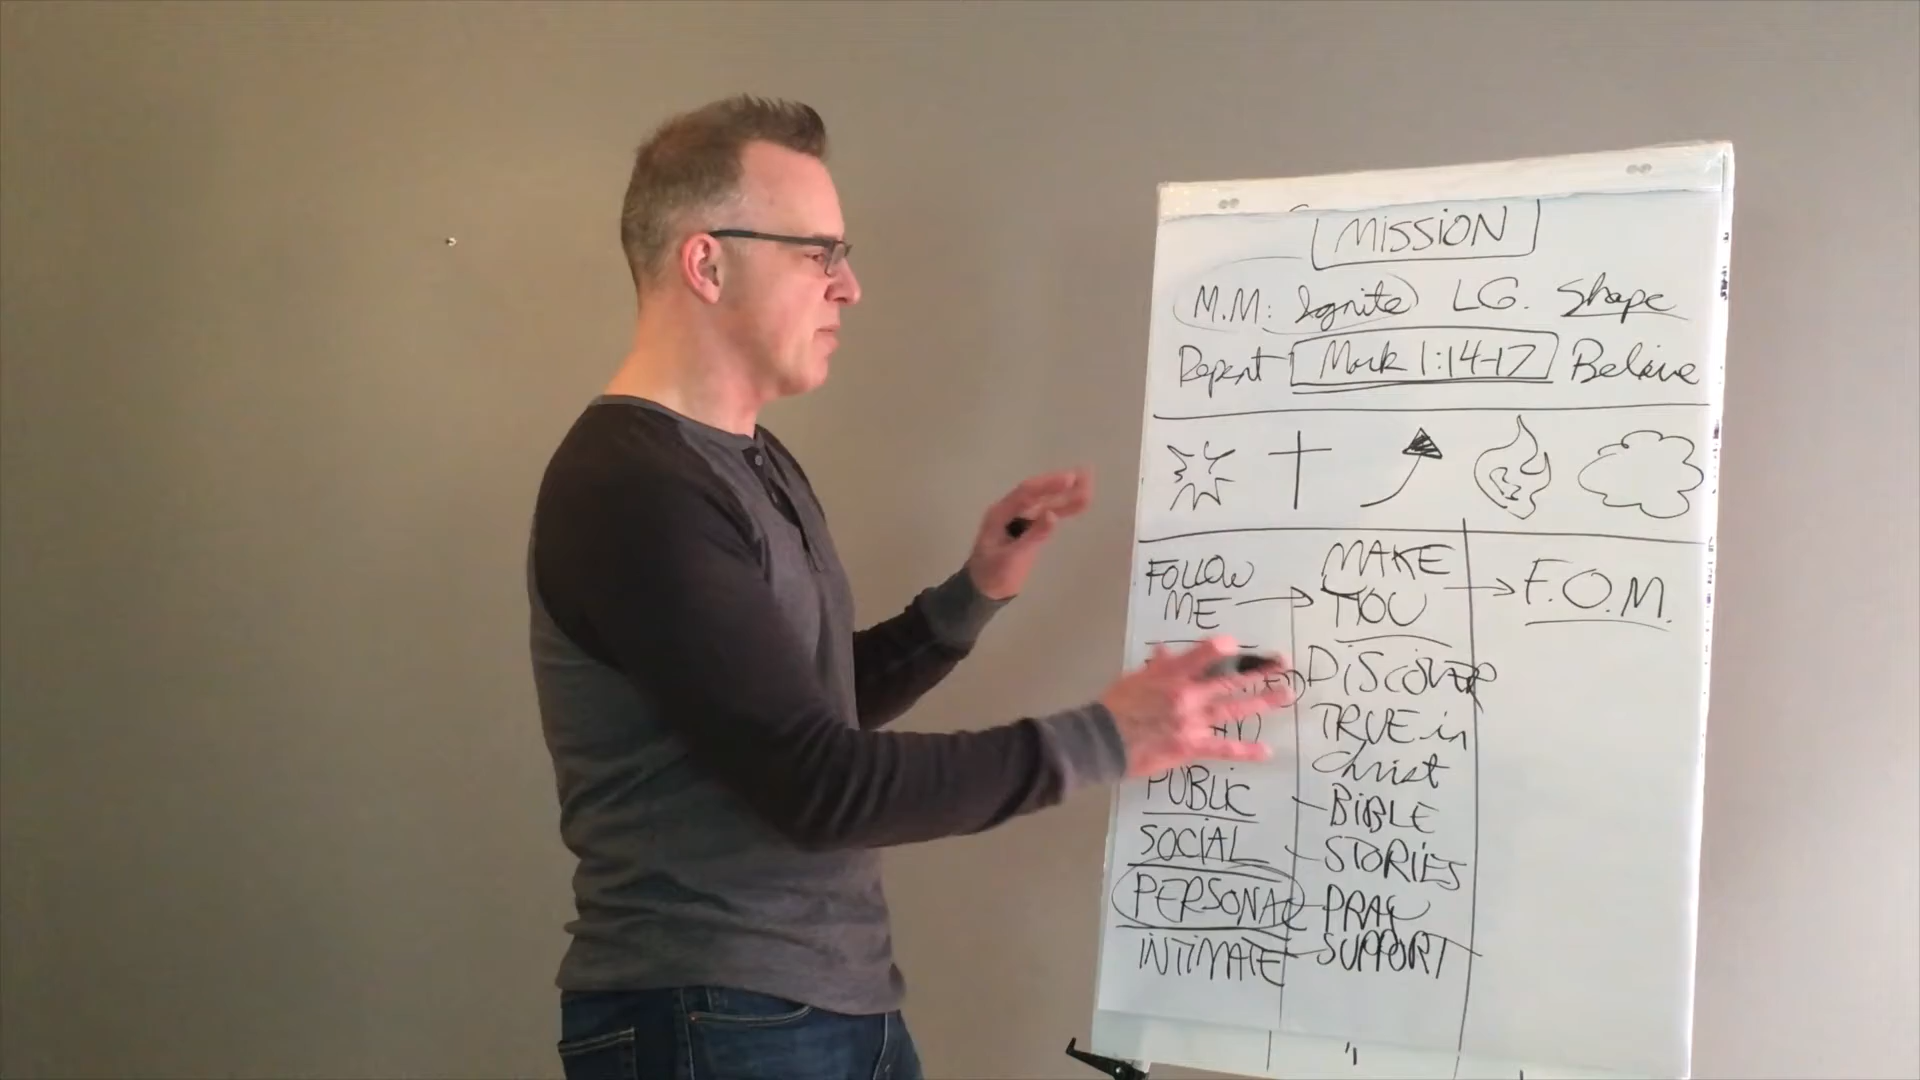 MISSION
M.M: Ignite LG. Shape
Repent Mark 1:14-17 Believe
FOLLOW ME
MAKE YOU
F.O.M.
PUBLIC
SOCIAL
PERSONAL
INTIMATE
DISCOVER
TRUE in
Christ
- BIBLE
- STORIES
- PRAY
- SUPPORT